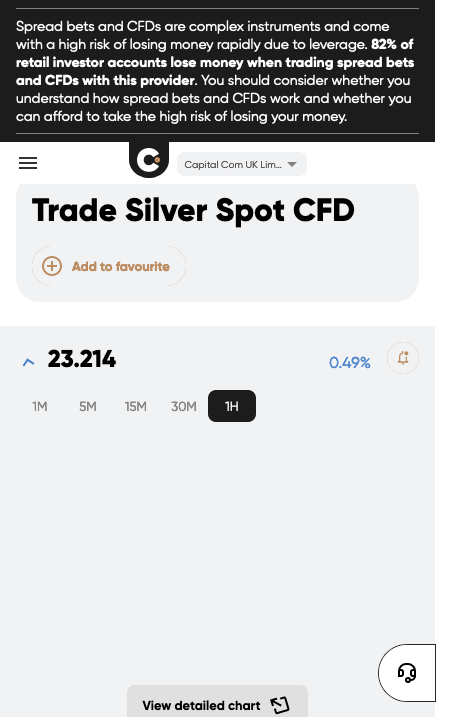 Spread bets and CFDs are complex instruments and come
with a high risk of losing money rapidly due to leverage. 82% of
retail investor accounts lose money when trading spread bets
and CFDs with this provider. You should consider whether you
understand how spread bets and CFDs work and whether you
can afford to take the high risk of losing your money.
Capital Com UK Lim...
Trade Silver Spot CFD
Add to favourite
23.214
0.49%
1M 5M 15M 30M 1H
View detailed chart